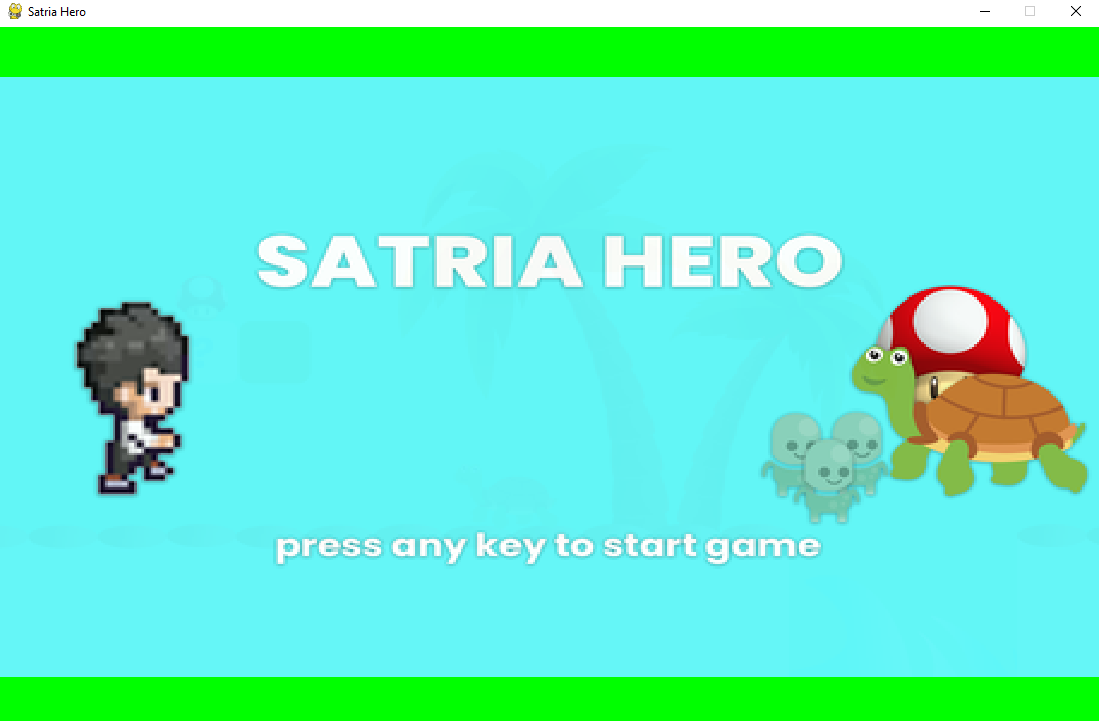 Satria Hero
SATRIA HERO
press any key to start game